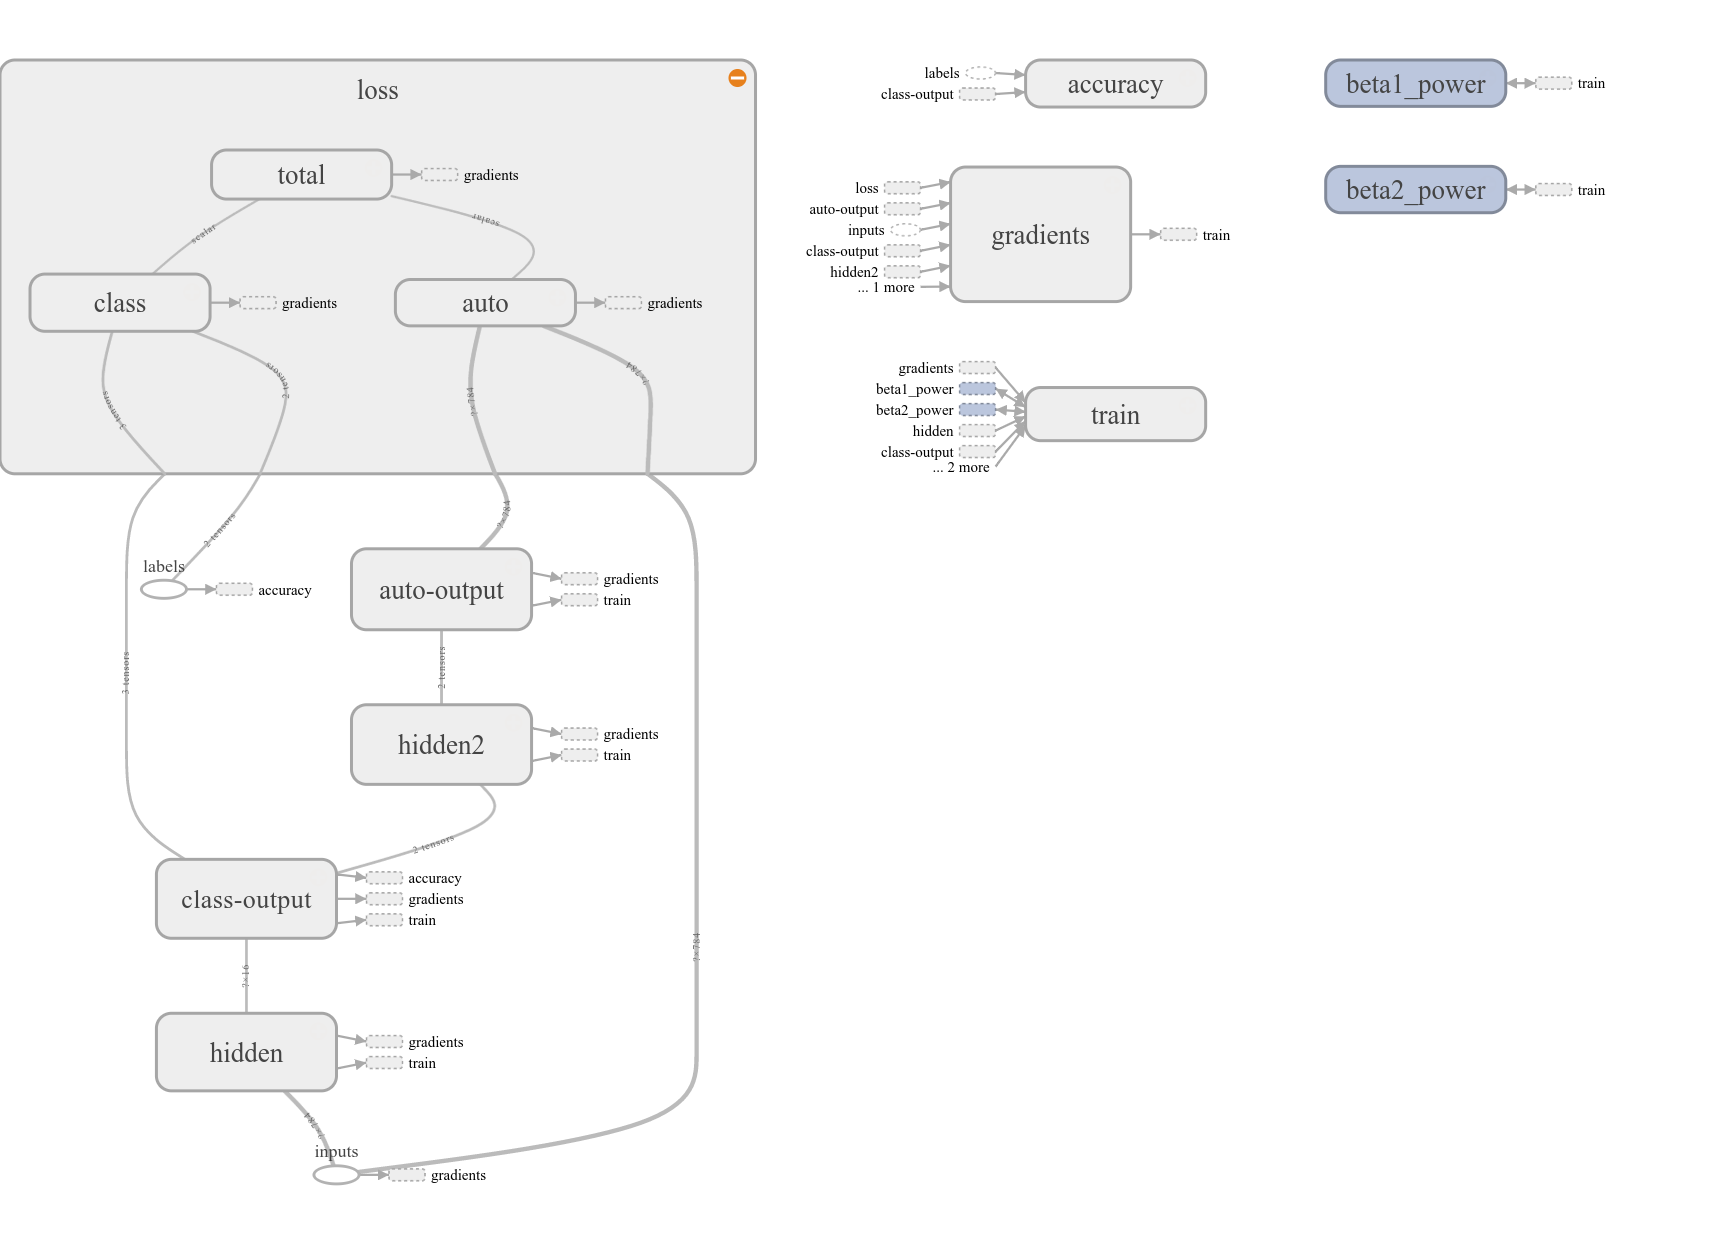 loss
total
gradients
scalar
scalar
class
gradients
auto
gradients
3 tensors
2 tensors
?×784
?×784
2 tensors
?×784
labels
accuracy
auto-output
gradients
train
3 tensors
2 tensors
hidden2
gradients
train
2 tensors
class-output
accuracy
gradients
train
?×784
?×16
hidden
gradients
train
?×784
inputs
gradients
labels
class-output
accuracy
loss
auto-output
inputs
class-output
hidden2
... 1 more
gradients
train
gradients
beta1_power
beta2_power
hidden
class-output
... 2 more
train
beta1_power
train
beta2_power
train